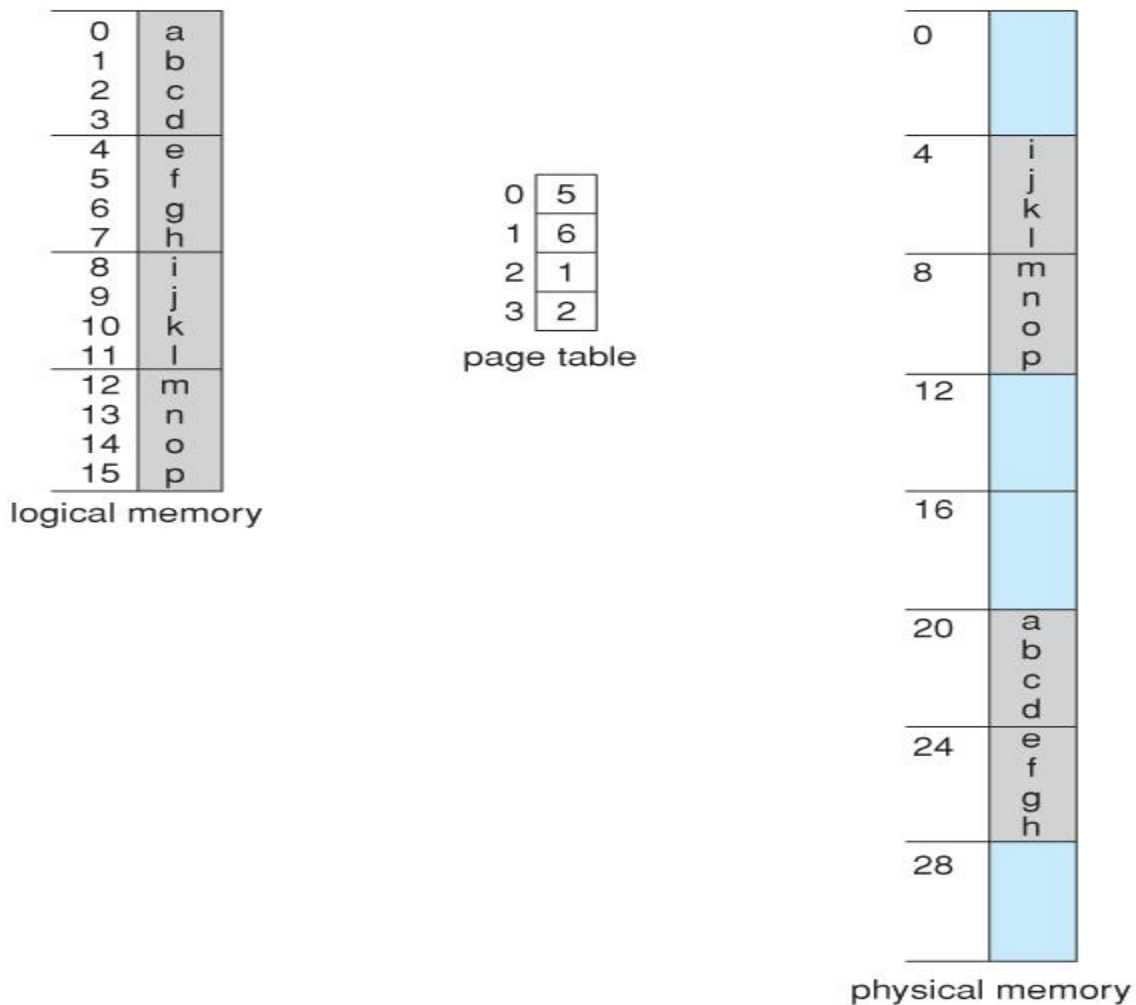 0 a
1 b
2 c
3 d
4 e
5 f
6 g
7 h
8 i
9 j
10 k
11 l
12 m
13 n
14 o
15 p
logical memory
0 5
1 6
2 1
3 2
page table
0
4 i
j
k
l
8 m
n
o
p
12
16
20 a
b
c
d
24 e
f
g
h
28
physical memory